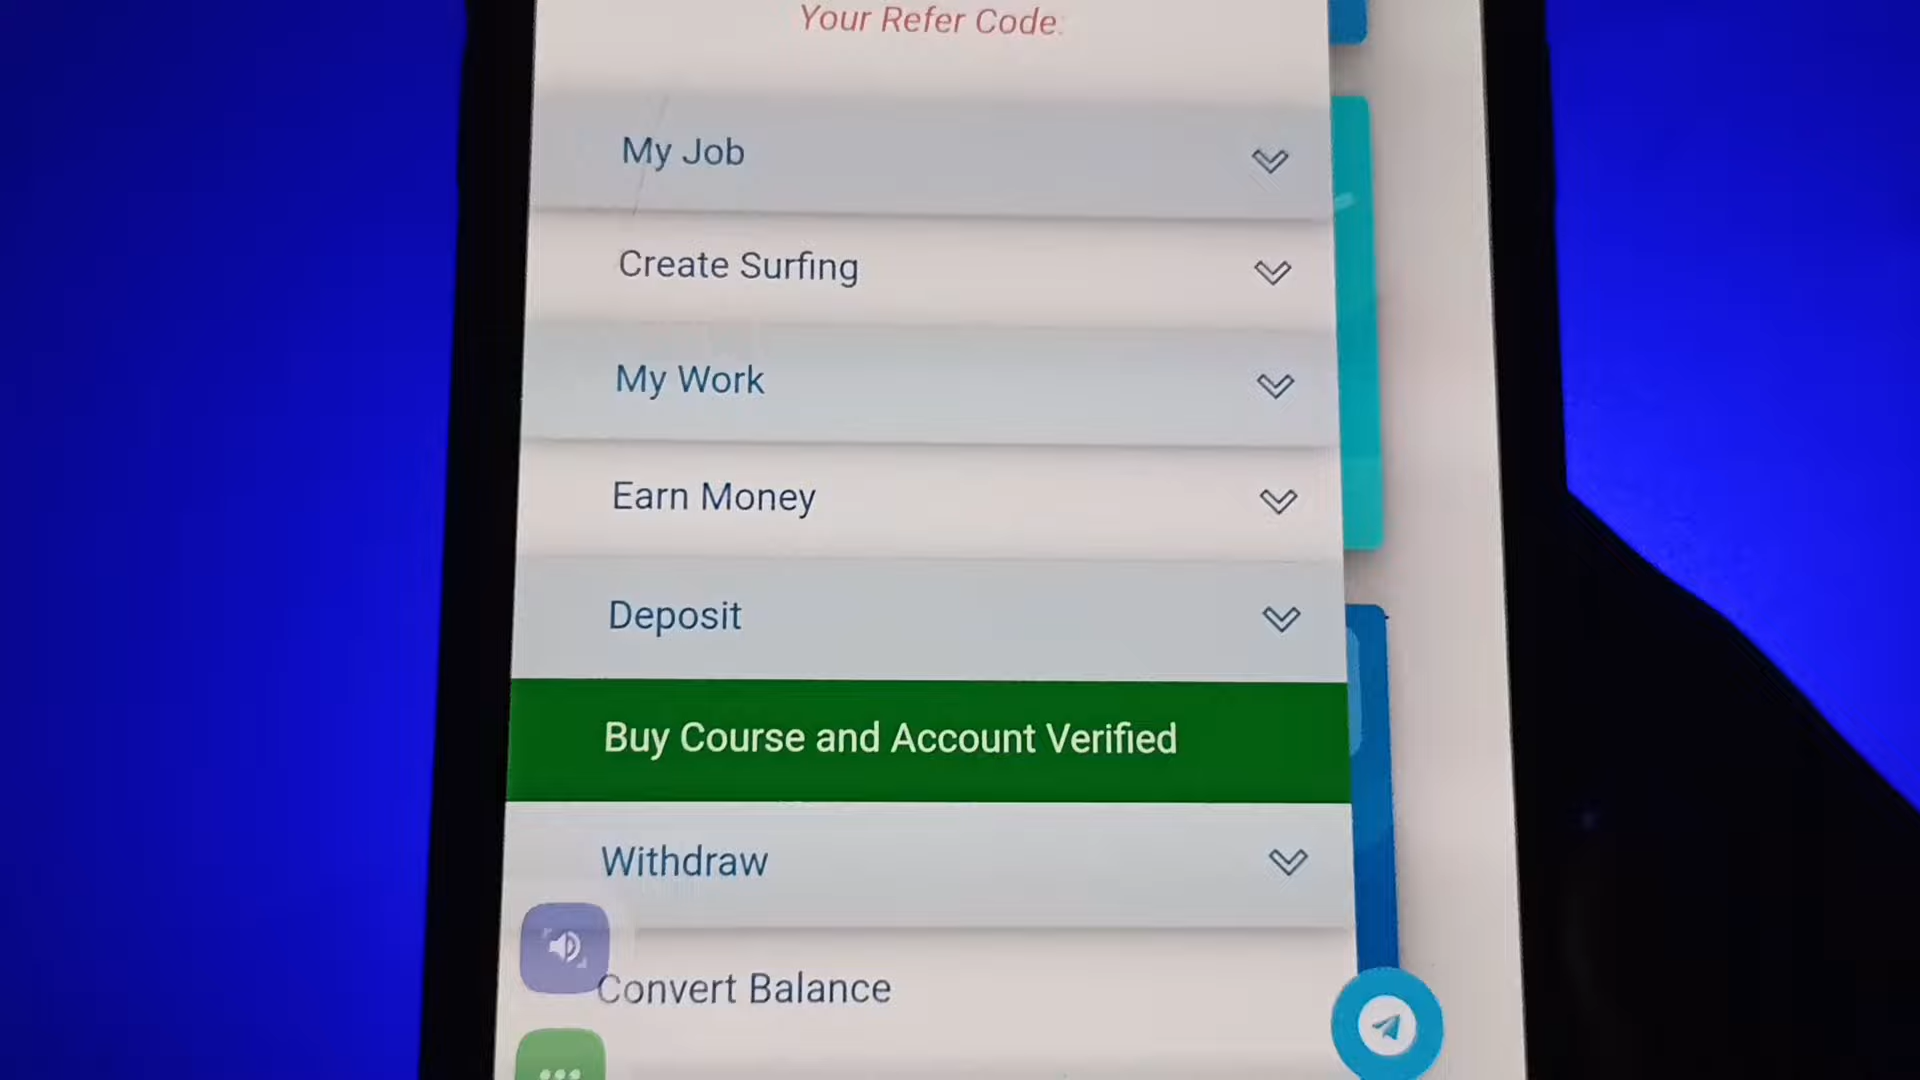 Your Refer Code:
My Job
Create Surfing
My Work
Earn Money
Deposit
Buy Course and Account Verified
Withdraw
Convert Balance